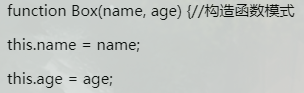 function Box(name, age) {//构造函数模式
this.name = name;
this.age = age;